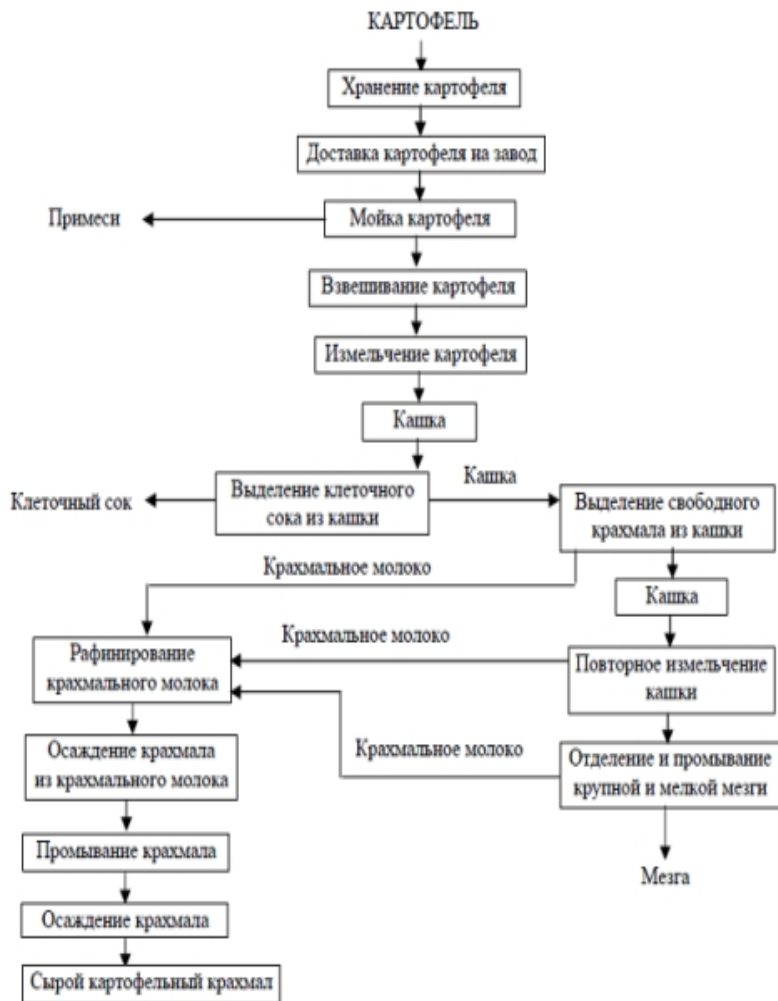 КАРТОФЕЛЬ
Хранение картофеля
Доставка картофеля на завод
Примеси
Мойка картофеля
Взвешивание картофеля
Измельчение картофеля
Кашка
Клеточный сок
Выделение клеточного
сока из кашки
Кашка
Выделение свободного
крахмала из кашки
Крахмальное молоко
Кашка
Крахмальное молоко
Рафинирование
крахмального молока
Повторное измельчение
кашки
Осаждение крахмала
из крахмального молока
Крахмальное молоко
Отделение и промывание
крупной и мелкой мезги
Промывание крахмала
Мезга
Осаждение крахмала
Сырой картофельный крахмал